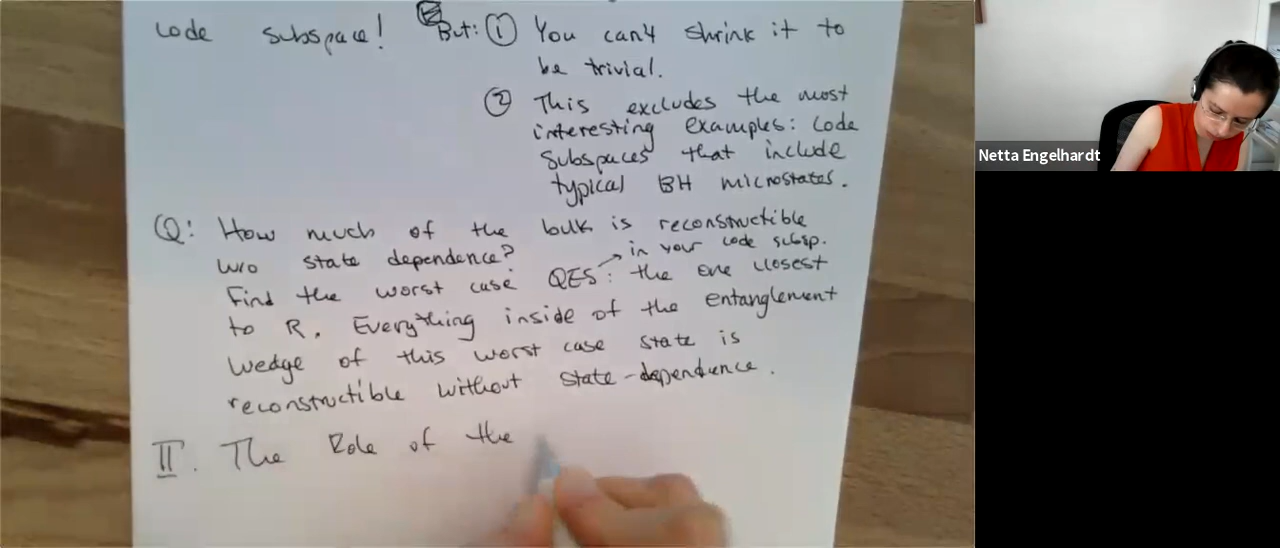 code subspace! But: ① You can't shrink it to
be trivial.
② This excludes the most
interesting examples: code
subspaces that include
typical BH microstates.
Q: How much of the bulk is reconstructible
w/o state dependence? → in your code subsp.
Find the worst case QES: the one closest
to R. Everything inside of the entanglement
wedge of this worst case state is
reconstructible without state-dependence.
II. The Role of the
Netta Engelhardt